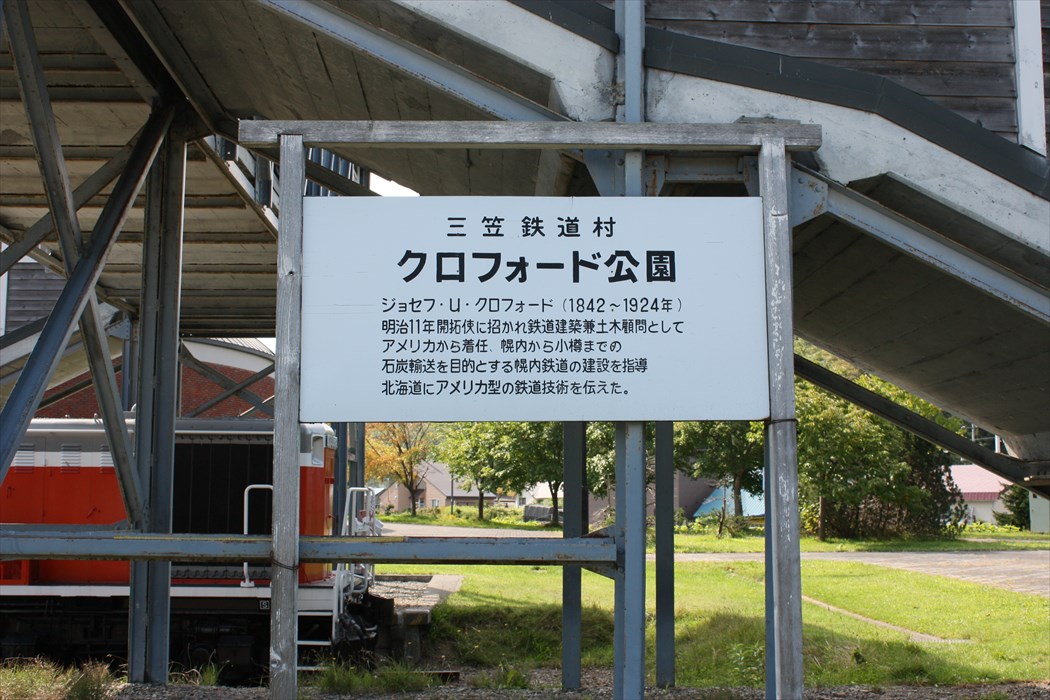 三笠鉄道村
クロフォード公園
ジョセフ・U・クロフォード（1842～1924年）
明治11年開拓侠に招かれ鉄道建築兼土木顧問として
アメリカから着任、幌内から小樽までの
石炭輸送を目的とする幌内鉄道の建設を指導
北海道にアメリカ型の鉄道技術を伝えた。